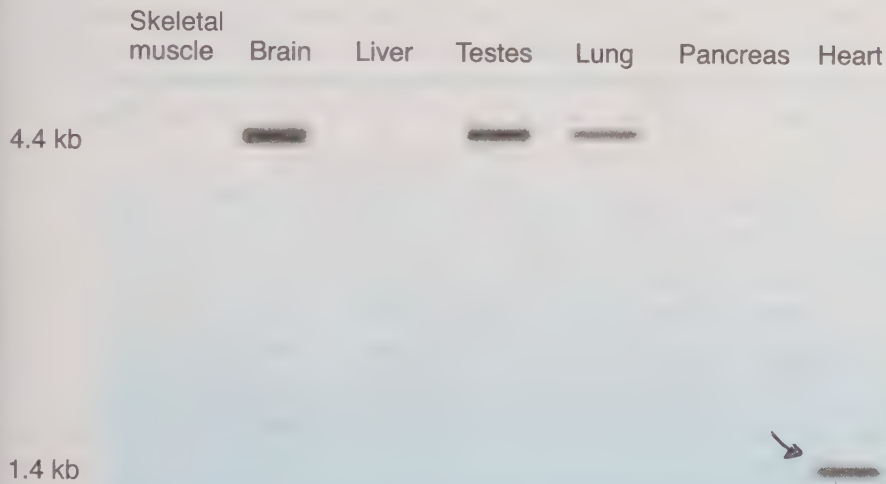 Skeletal
muscle Brain Liver Testes Lung Pancreas Heart
4.4 kb
1.4 kb